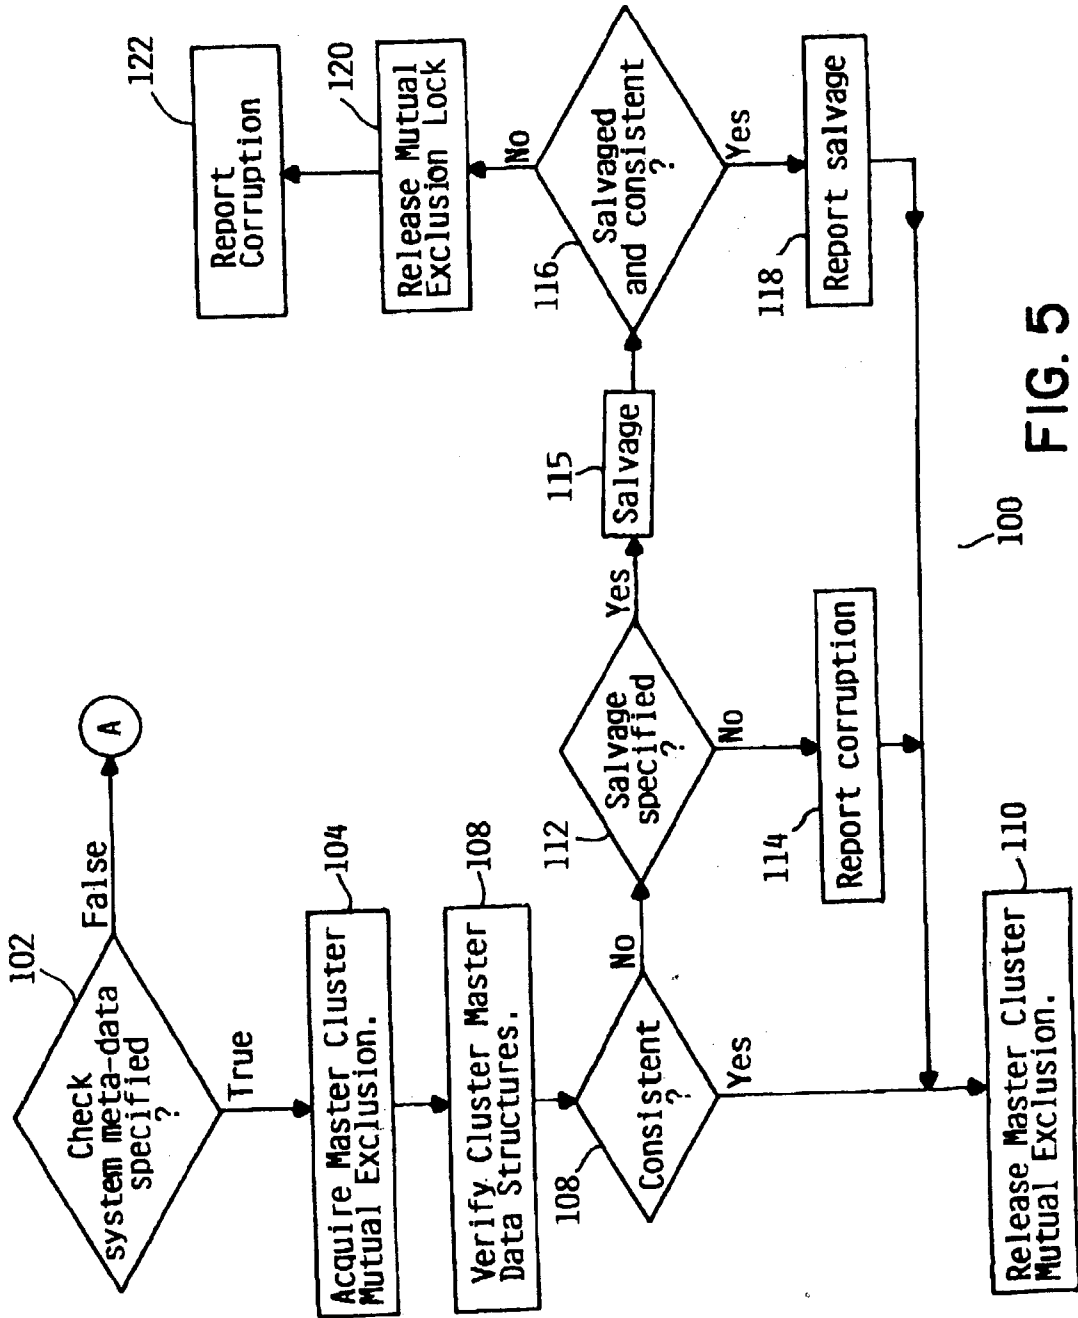 102
Check
system meta-data
specified
?
False
A
True
104
Acquire Master Cluster
Mutual Exclusion.
108
Verify Cluster Master
Data Structures.
108
Consistent
?
No
Yes
112
Salvage
specified
?
Yes
No
114
Report corruption
115
Salvage
116
Salvaged
and consistent
?
No
Yes
120
Release Mutual
Exclusion Lock
122
Report
Corruption
118
Report salvage
110
Release Master Cluster
Mutual Exclusion.
100
FIG. 5